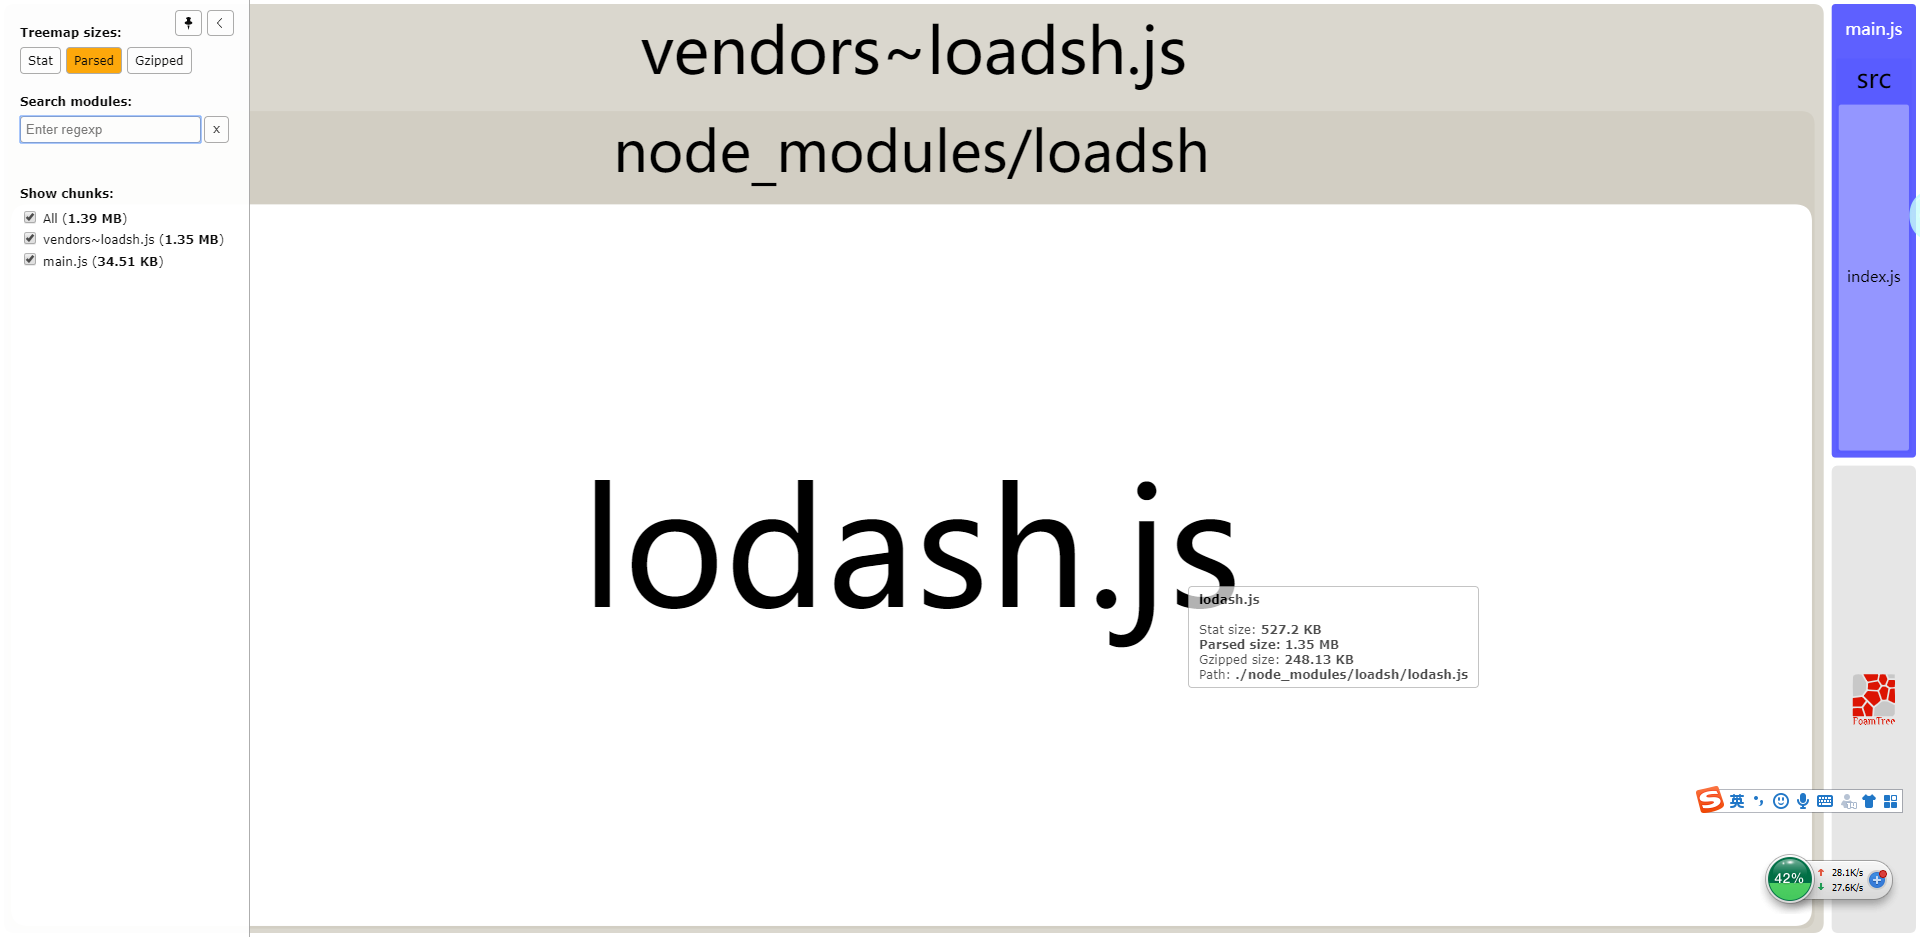 Treemap sizes:
Stat
Parsed
Gzipped
Search modules:
Enter regexp
x
Show chunks:
All (1.39 MB)
vendors~loadsh.js (1.35 MB)
main.js (34.51 KB)
vendors~loadsh.js
node_modules/loadsh
lodash.js
lodash.js
Stat size: 527.2 KB
Parsed size: 1.35 MB
Gzipped size: 248.13 KB
Path: ./node_modules/loadsh/lodash.js
main.js
src
index.js
FoamTree
英
42%
28.1K/s
27.6K/s